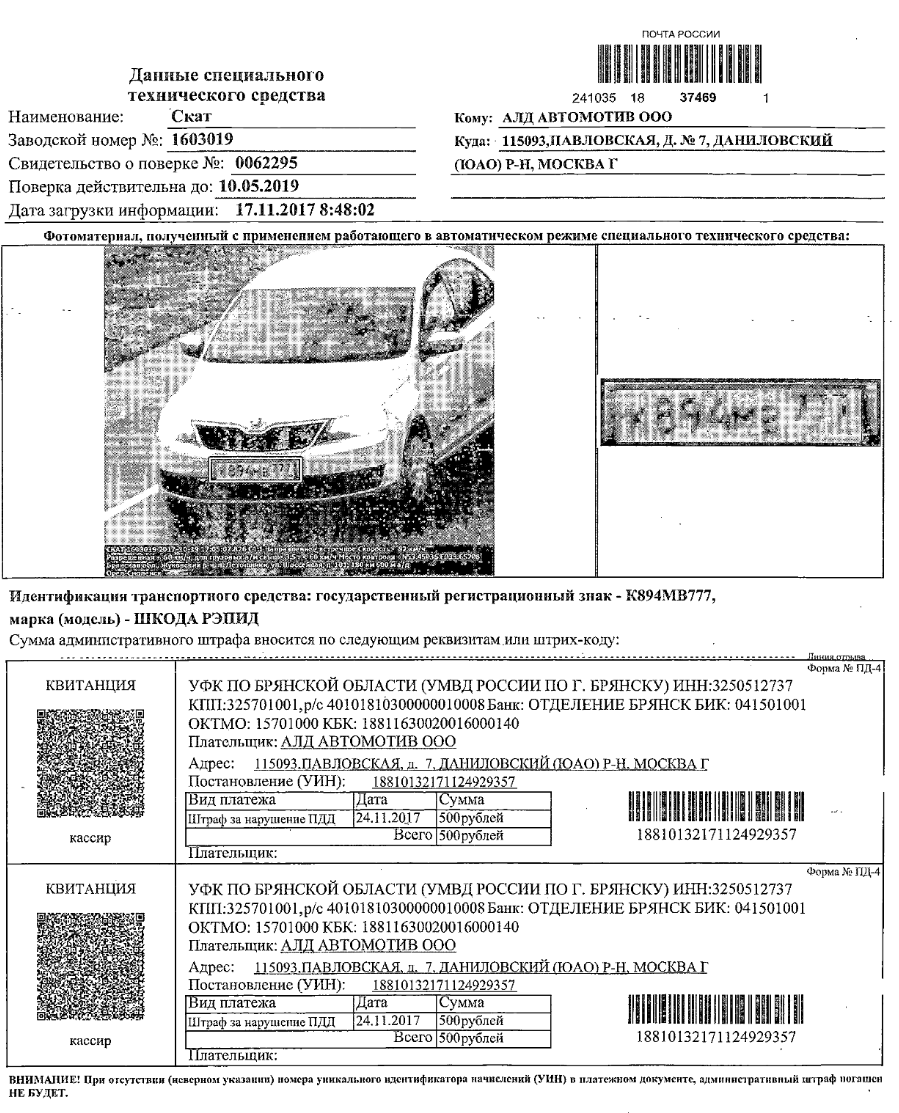 ПОЧТА РОССИИ
241035 18 37469 1
Данные специального
технического средства
Наименование: Скат
Заводской номер №: 1603019
Свидетельство о поверке №: 0062295
Поверка действительна до: 10.05.2019
Дата загрузки информации: 17.11.2017 8:48:02
Кому: АЛД АВТОМОТИВ ООО
Куда: 115093,ПАВЛОВСКАЯ, Д. № 7, ДАНИЛОВСКИЙ
(ЮАО) Р-Н, МОСКВА Г
Фотоматериал, полученный с применением работающего в автоматическом режиме специального технического средства:
К894МВ777
К894МВ77
Идентификация транспортного средства: государственный регистрационный знак - К894МВ777,
марка (модель) - ШКОДА РЭПИД
Сумма административного штрафа вносится по следующим реквизитам или штрих-коду:
Линия отрыва
Форма № ПД-4
КВИТАНЦИЯ
кассир
УФК ПО БРЯНСКОЙ ОБЛАСТИ (УМВД РОССИИ ПО Г. БРЯНСКУ) ИНН:3250512737
КПП:325701001,р/с 40101810300000010008 Банк: ОТДЕЛЕНИЕ БРЯНСК БИК: 041501001
ОКТМО: 15701000 КБК: 18811630020016000140
Плательщик: АЛД АВТОМОТИВ ООО
Адрес: 115093,ПАВЛОВСКАЯ, д. 7, ДАНИЛОВСКИЙ (ЮАО) Р-Н, МОСКВА Г
Постановление (УИН): 18810132171124929357
Вид платежа Дата Сумма
Штраф за нарушение ПДД 24.11.2017 500рублей
Всего 500рублей
Плательщик:
18810132171124929357
Форма № ПД-4
КВИТАНЦИЯ
кассир
УФК ПО БРЯНСКОЙ ОБЛАСТИ (УМВД РОССИИ ПО Г. БРЯНСКУ) ИНН:3250512737
КПП:325701001,р/с 40101810300000010008 Банк: ОТДЕЛЕНИЕ БРЯНСК БИК: 041501001
ОКТМО: 15701000 КБК: 18811630020016000140
Плательщик: АЛД АВТОМОТИВ ООО
Адрес: 115093,ПАВЛОВСКАЯ, д. 7, ДАНИЛОВСКИЙ (ЮАО) Р-Н, МОСКВА Г
Постановление (УИН): 18810132171124929357
Вид платежа Дата Сумма
Штраф за нарушение ПДД 24.11.2017 500рублей
Всего 500рублей
Плательщик:
18810132171124929357
ВНИМАНИЕ! При отсутствии (неверном указании) номера уникального идентификатора начислений (УИН) в платежном документе, административный штраф погашен
НЕ БУДЕТ.